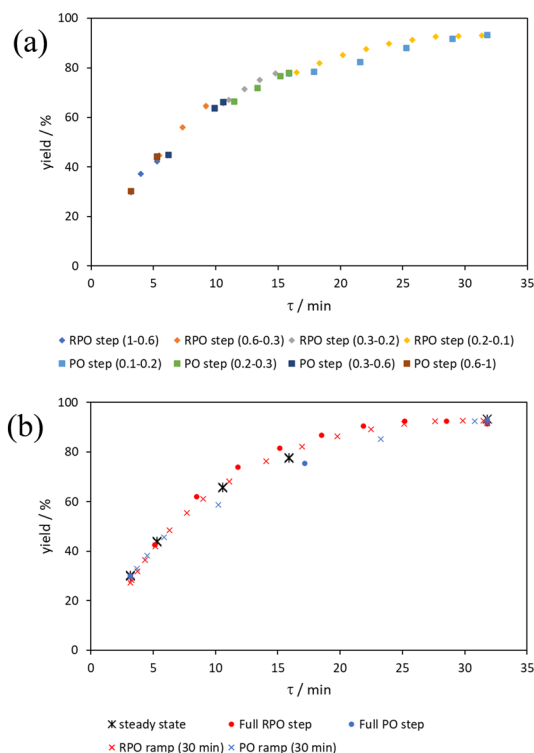 (a)
100
80
60
40
20
0
yield / %
0 5 10 15 20 25 30 35
τ / min
RPO step (1-0.6) RPO step (0.6-0.3) RPO step (0.3-0.2) RPO step (0.2-0.1)
PO step (0.1-0.2) PO step (0.2-0.3) PO step (0.3-0.6) PO step (0.6-1)
(b)
100
80
60
40
20
0
yield / %
0 5 10 15 20 25 30 35
τ / min
steady state Full RPO step Full PO step
RPO ramp (30 min) PO ramp (30 min)